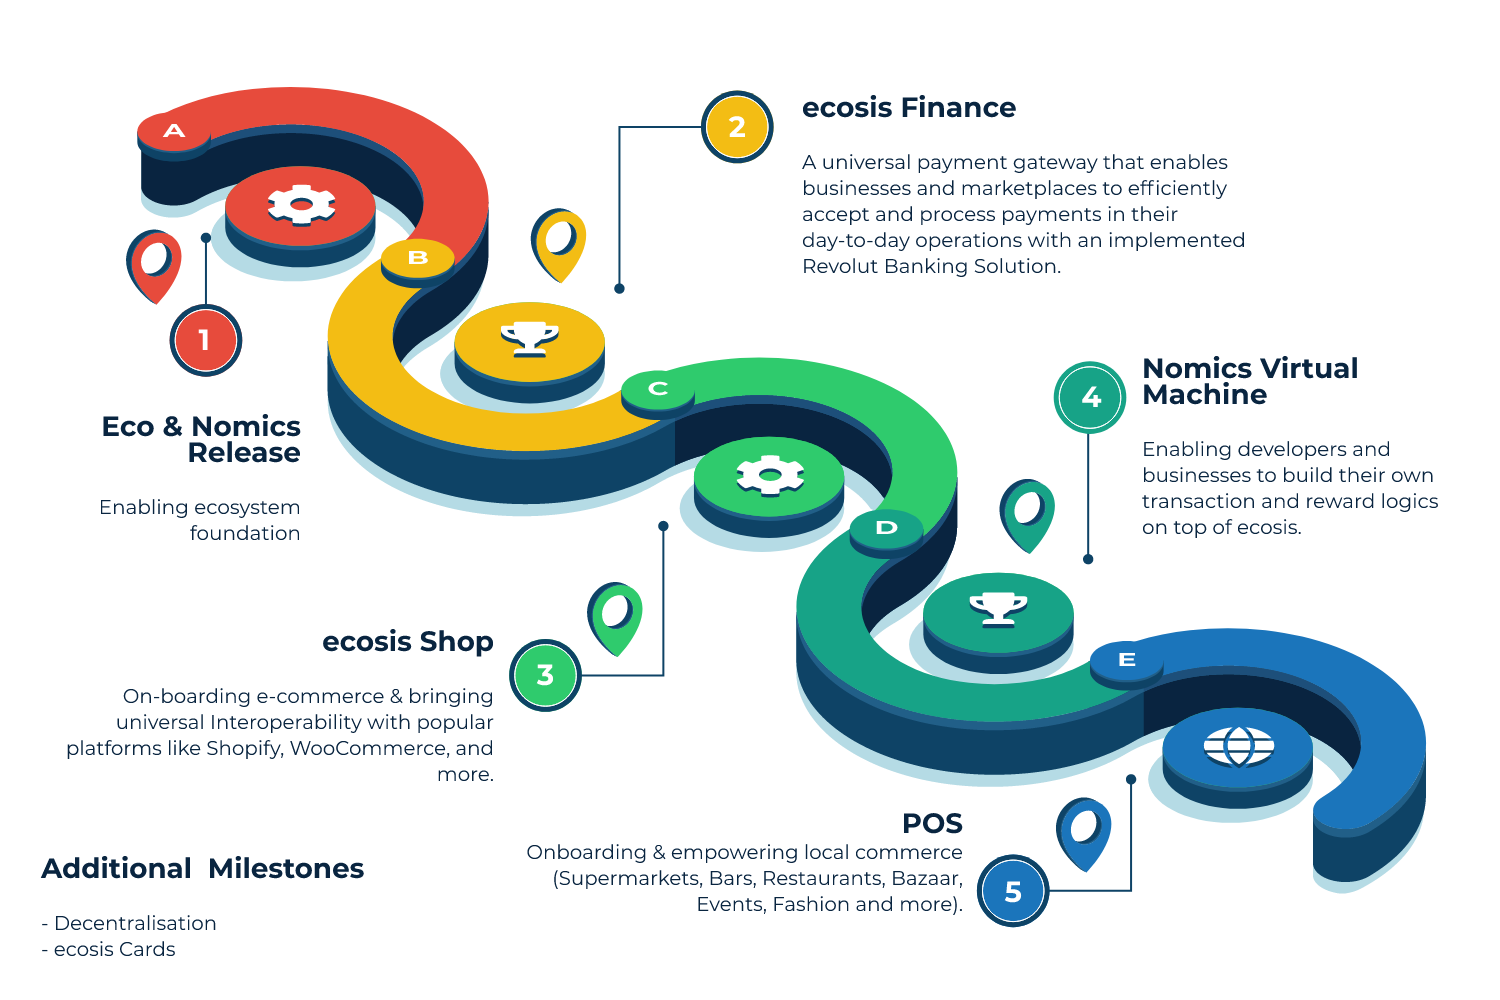 A
B
C
D
E
1
Eco & Nomics
Release
Enabling ecosystem
foundation
2
ecosis Finance
A universal payment gateway that enables
businesses and marketplaces to efficiently
accept and process payments in their
day-to-day operations with an implemented
Revolut Banking Solution.
3
ecosis Shop
On-boarding e-commerce & bringing
universal Interoperability with popular
platforms like Shopify, WooCommerce, and
more.
4
Nomics Virtual
Machine
Enabling developers and
businesses to build their own
transaction and reward logics
on top of ecosis.
5
POS
Onboarding & empowering local commerce
(Supermarkets, Bars, Restaurants, Bazaar,
Events, Fashion and more).
Additional  Milestones
- Decentralisation
- ecosis Cards